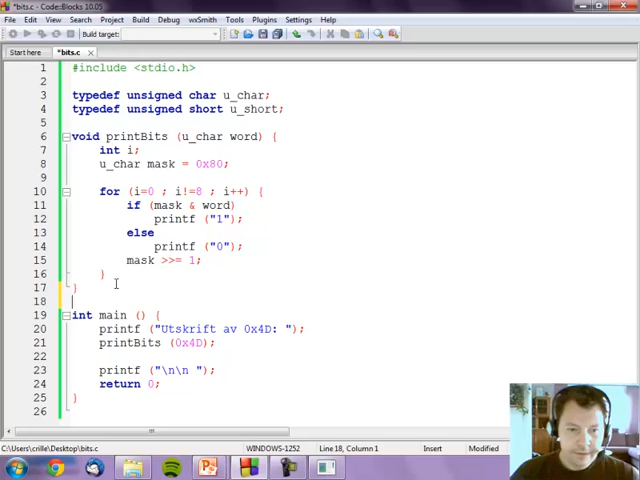 *bits.c - Code::Blocks 10.05
File Edit View Search Project Build Debug wxSmith Tools Plugins Settings Help
Build target:
Start here *bits.c
1 #include <stdio.h>
2
3 typedef unsigned char u_char;
4 typedef unsigned short u_short;
5
6 void printBits (u_char word) {
7 int i;
8 u_char mask = 0x80;
9
10 for (i=0 ; i!=8 ; i++) {
11 if (mask & word)
12 printf ("1");
13 else
14 printf ("0");
15 mask >>= 1;
16 }
17 }
18
19 int main () {
20 printf ("Utskrift av 0x4D: ");
21 printBits (0x4D);
22
23 printf ("\n\n ");
24 return 0;
25 }
26
C:\Users\crille\Desktop\bits.c WINDOWS-1252 Line 18, Column 1 Insert Modified